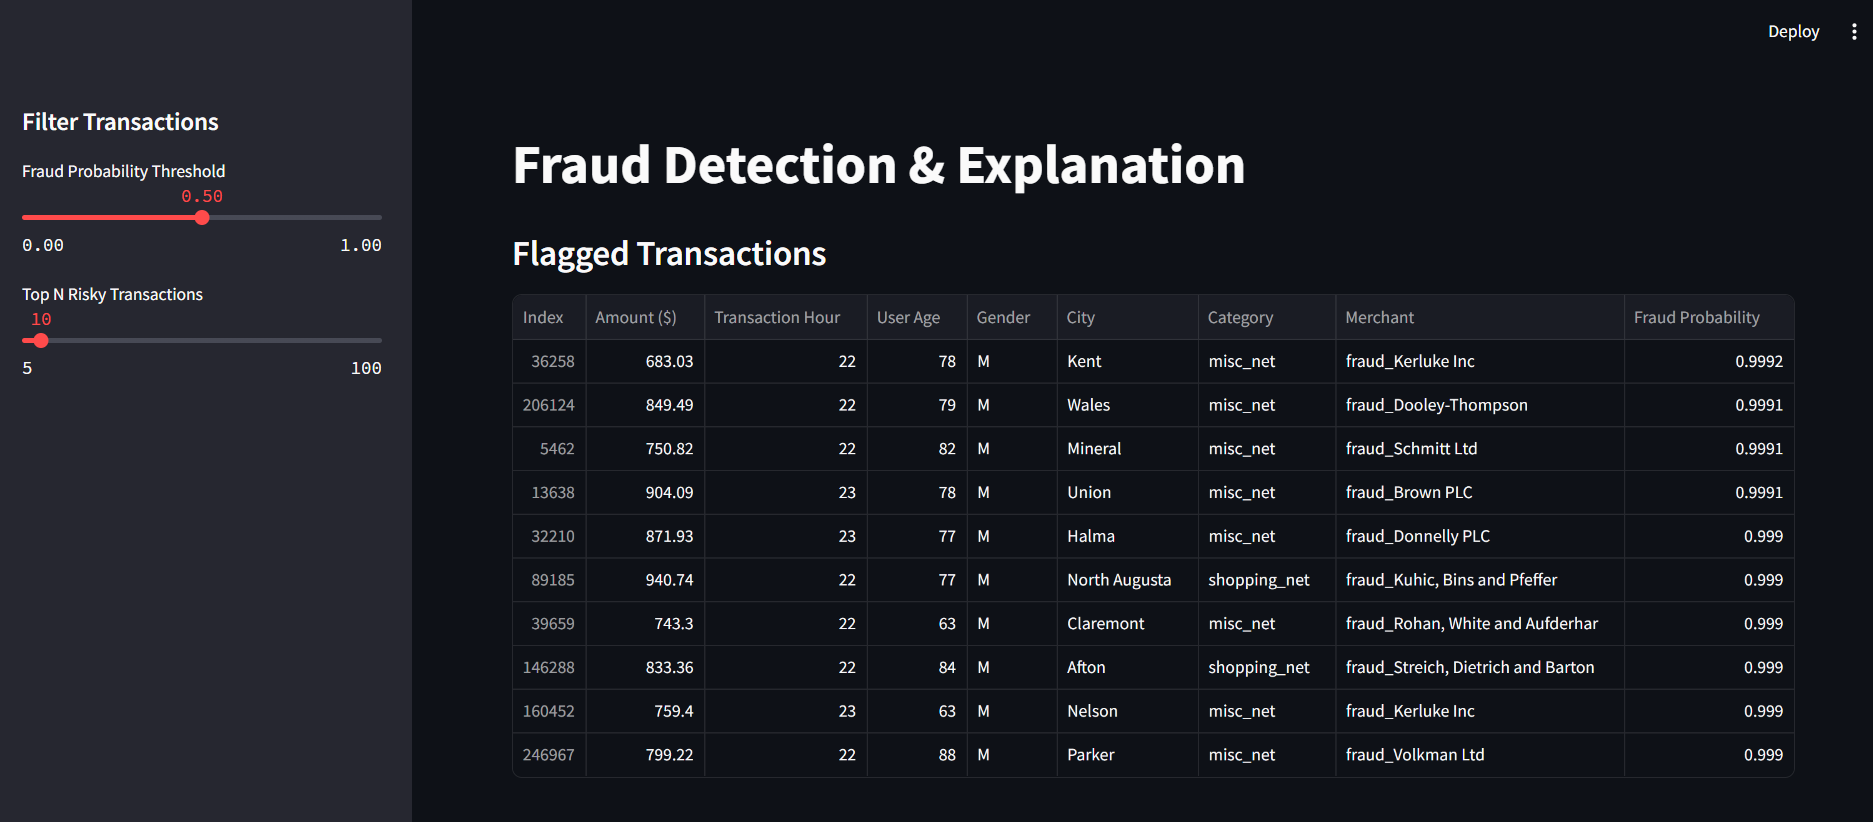 Deploy
Filter Transactions
Fraud Probability Threshold
0.50
0.00 1.00
Top N Risky Transactions
10
5 100
Fraud Detection & Explanation
Flagged Transactions
Index Amount ($) Transaction Hour User Age Gender City Category Merchant Fraud Probability
36258 683.03 22 78 M Kent misc_net fraud_Kerluke Inc 0.9992
206124 849.49 22 79 M Wales misc_net fraud_Dooley-Thompson 0.9991
5462 750.82 22 82 M Mineral misc_net fraud_Schmitt Ltd 0.9991
13638 904.09 23 78 M Union misc_net fraud_Brown PLC 0.9991
32210 871.93 23 77 M Halma misc_net fraud_Donnelly PLC 0.999
89185 940.74 22 77 M North Augusta shopping_net fraud_Kuhic, Bins and Pfeffer 0.999
39659 743.3 22 63 M Claremont misc_net fraud_Rohan, White and Aufderhar 0.999
146288 833.36 22 84 M Afton shopping_net fraud_Streich, Dietrich and Barton 0.999
160452 759.4 23 63 M Nelson misc_net fraud_Kerluke Inc 0.999
246967 799.22 22 88 M Parker misc_net fraud_Volkman Ltd 0.999